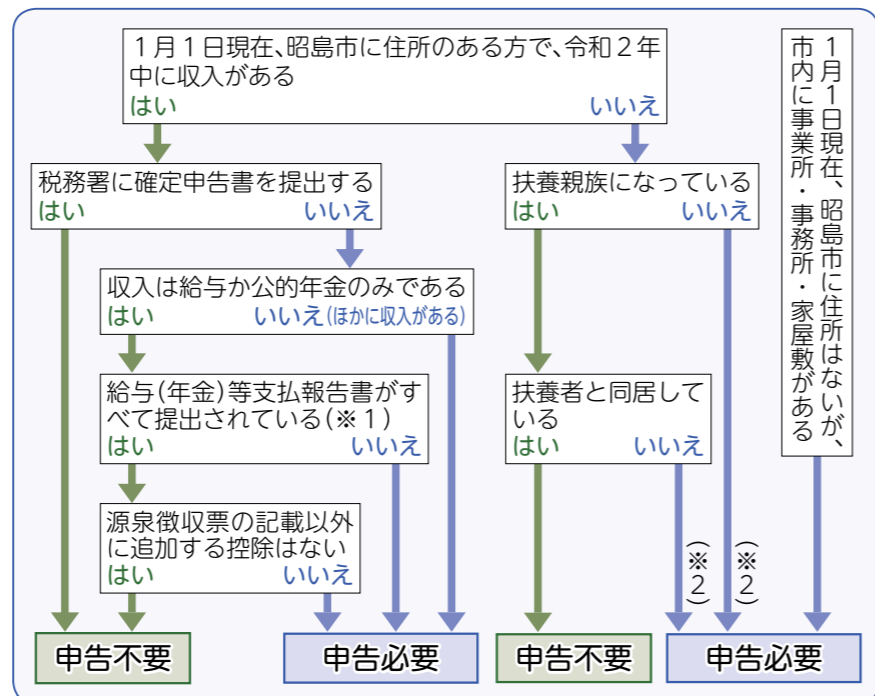 1月1日現在、昭島市に住所のある方で、令和2年
中に収入がある
はい いいえ
税務署に確定申告書を提出する
はい いいえ
扶養親族になっている
はい いいえ
収入は給与か公的年金のみである
はい いいえ(ほかに収入がある)
給与(年金)等支払報告書がす
べて提出されている(※1)
はい いいえ
扶養者と同居して
いる
はい いいえ
源泉徴収票の記載以外
に追加する控除はない
はい いいえ
(※2)
(※2)
1月1日現在、昭島市に住所はないが、
市内に事業所・事務所・家屋敷がある
申告不要
申告必要
申告不要
申告必要